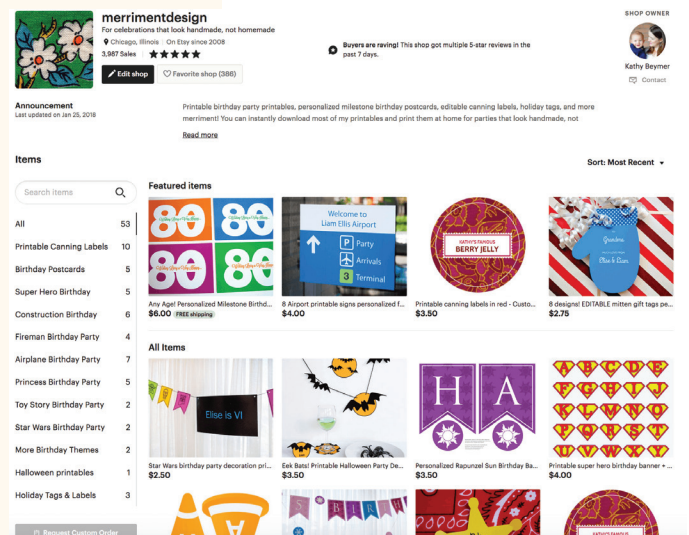 merrimentdesign
For celebrations that look handmade, not homemade
Chicago, Illinois | On Etsy since 2008
3,987 Sales
Edit shop
Favorite shop (386)
Buyers are raving! This shop got multiple 5-star reviews in the
past 7 days.
SHOP OWNER
Kathy Beymer
Contact
Announcement
Last updated on Jan 25, 2018
Printable birthday party printables, personalized milestone birthday postcards, editable canning labels, holiday tags, and more
merriment! You can instantly download most of my printables and print them at home for parties that look handmade, not
Read more
Items
Sort: Most Recent
Search items
All 53
Printable Canning Labels 10
Birthday Postcards 5
Super Hero Birthday 5
Construction Birthday 6
Fireman Birthday Party 4
Airplane Birthday Party 7
Princess Birthday Party 5
Toy Story Birthday Party 2
Star Wars Birthday Party 2
More Birthday Themes 2
Halloween printables 1
Holiday Tags & Labels 3
Request Custom Order
Featured items
80 80
80 80
Welcome to
Liam Ellis Airport
P Party
Arrivals
3 Terminal
KATHY'S FAMOUS
BERRY JELLY
Grandma
Ellis & Liam
Any Age! Personalized Milestone Birthd...
$6.00 FREE shipping
8 Airport printable signs personalized f...
$4.00
Printable canning labels in red - Custo...
$3.50
8 designs! EDITABLE mitten gift tags pe...
$2.75
All Items
Elise is VI
H A
A B C D E
F G H I J
K L M N O
P Q R S T
U V W X Y
Star Wars birthday party decoration pri...
$2.50
Eek Bats! Printable Halloween Party De...
$3.50
Personalized Rapunzel Sun Birthday Ba...
$3.50
Printable super hero birthday banner + ...
$4.00
KATHY'S FAMOUS